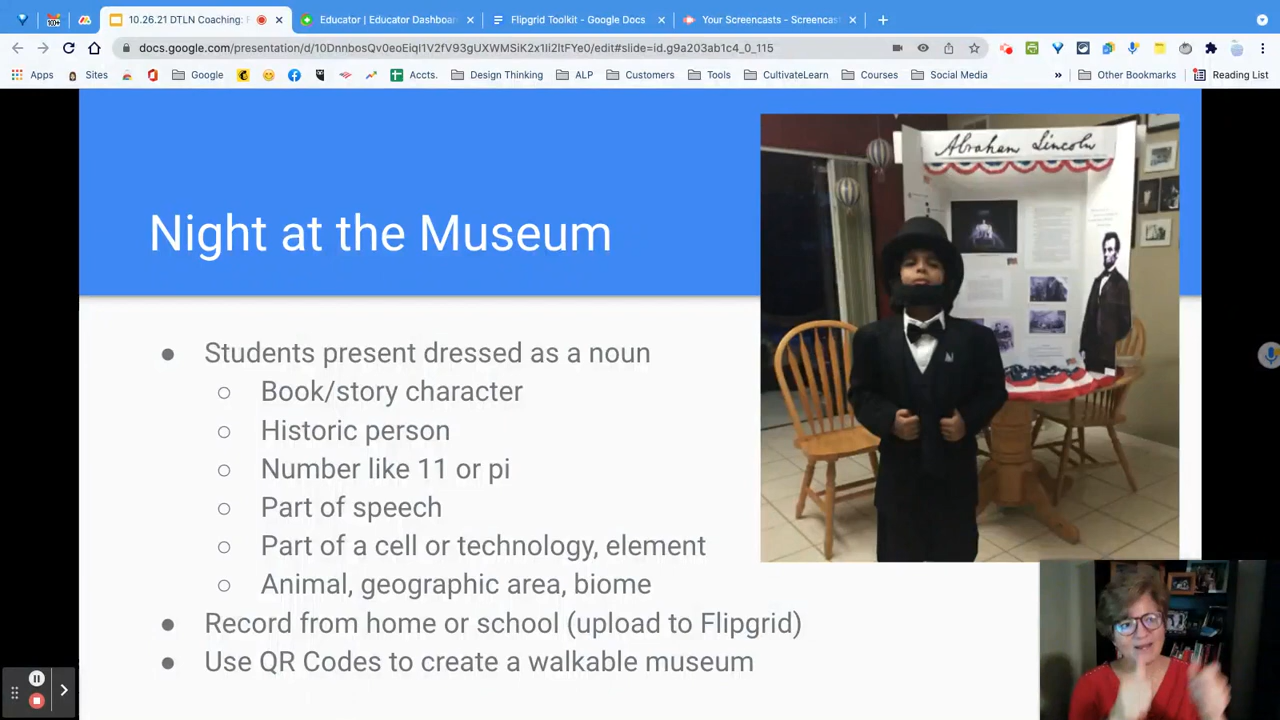 10.26.21 DTLN Coaching: F
Educator | Educator Dashboar
Flipgrid Toolkit - Google Docs
Your Screencasts - Screencast
docs.google.com/presentation/d/10DnnbosQv0eoEiqI1V2fV93gUXWMSiK2x1Ii2ItFYe0/edit#slide=id.g9a203ab1c4_0_115
Apps
Sites
Google
Accts.
Design Thinking
ALP
Customers
Tools
CultivateLearn
Courses
Social Media
»
Other Bookmarks
Reading List
Abraham Lincoln
Night at the Museum
● Students present dressed as a noun
○ Book/story character
○ Historic person
○ Number like 11 or pi
○ Part of speech
○ Part of a cell or technology, element
○ Animal, geographic area, biome
● Record from home or school (upload to Flipgrid)
● Use QR Codes to create a walkable museum